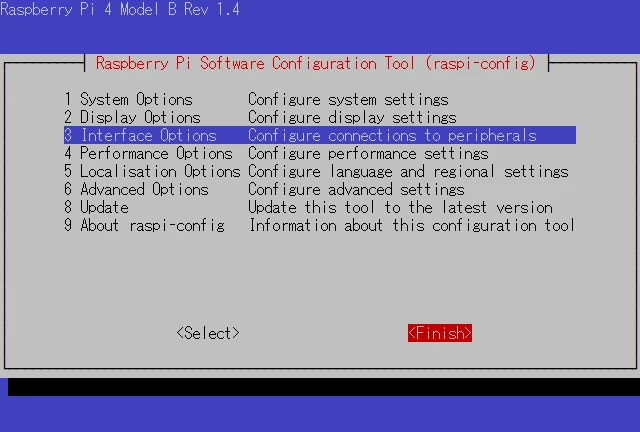 Raspberry Pi 4 Model B Rev 1.4
Raspberry Pi Software Configuration Tool (raspi-config)
1 System Options Configure system settings
2 Display Options Configure display settings
3 Interface Options Configure connections to peripherals
4 Performance Options Configure performance settings
5 Localisation Options Configure language and regional settings
6 Advanced Options Configure advanced settings
8 Update Update this tool to the latest version
9 About raspi-config Information about this configuration tool
<Select> <Finish>